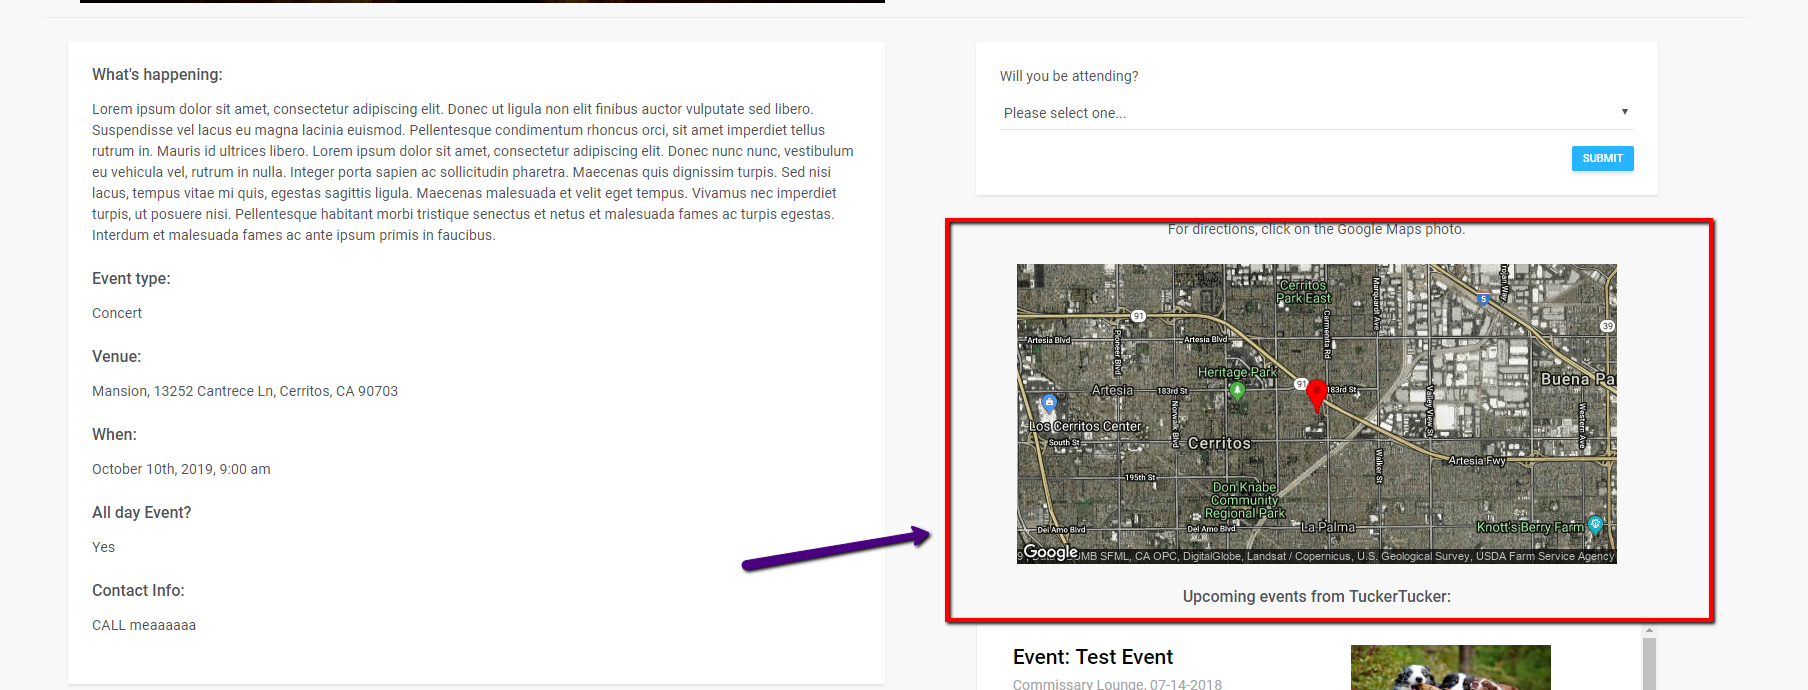 What's happening:
Lorem ipsum dolor sit amet, consectetur adipiscing elit. Donec ut ligula non elit finibus auctor vulputate sed libero.
Suspendisse vel lacus eu magna lacinia euismod. Pellentesque condimentum rhoncus orci, sit amet imperdiet tellus
rutrum in. Mauris id ultrices libero. Lorem ipsum dolor sit amet, consectetur adipiscing elit. Donec nunc nunc, vestibulum
eu vehicula vel, rutrum in nulla. Integer porta sapien ac sollicitudin pharetra. Maecenas quis dignissim turpis. Sed nisi
lacus, tempus vitae mi quis, egestas sagittis ligula. Maecenas malesuada et velit eget tempus. Vivamus nec imperdiet
turpis, ut posuere nisi. Pellentesque habitant morbi tristique senectus et netus et malesuada fames ac turpis egestas.
Interdum et malesuada fames ac ante ipsum primis in faucibus.
Event type:
Concert
Venue:
Mansion, 13252 Cantrece Ln, Cerritos, CA 90703
When:
October 10th, 2019, 9:00 am
All day Event?
Yes
Contact Info:
CALL meaaaaaa
Will you be attending?
Please select one...
SUBMIT
For directions, click on the Google Maps photo.
Cerritos
Park East
Trojan Way
5
91
39
Marquardt Ave
Carmenita Rd
Artesia Blvd
Pioneer Blvd
Artesia Blvd
Heritage Park
Artesia
183rd St
91
183rd St
Buena Pa
Valley View St
Western Ave
Norwalk Blvd
Los Cerritos Center
South St
Cerritos
Walker St
Artesia Fwy
195th St
Don Knabe
Community
Regional Park
Del Amo Blvd
Del Amo Blvd
La Palma
Knott's Berry Farm
Google
UMB SFML, CA OPC, DigitalGlobe, Landsat / Copernicus, U.S. Geological Survey, USDA Farm Service Agency
Upcoming events from TuckerTucker:
Event: Test Event
Commissary Lounge, 07-14-2018